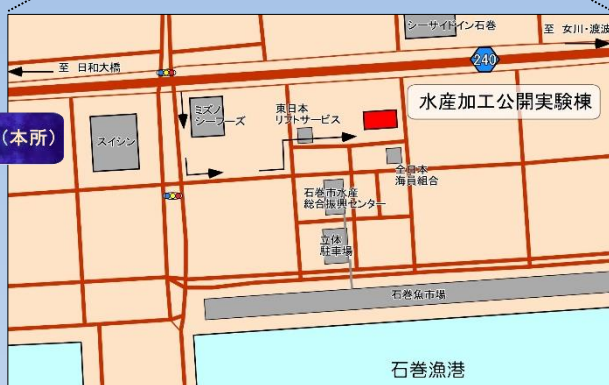 シーサイドイン石巻
至 女川・渡波
至 日和大橋
240
水産加工公開実験棟
ミズノ
シーフーズ
東日本
リフトサービス
(本所)
スイシン
全日本
海員組合
石巻市水産
総合振興センター
立体
駐車場
石巻魚市場
石巻漁港